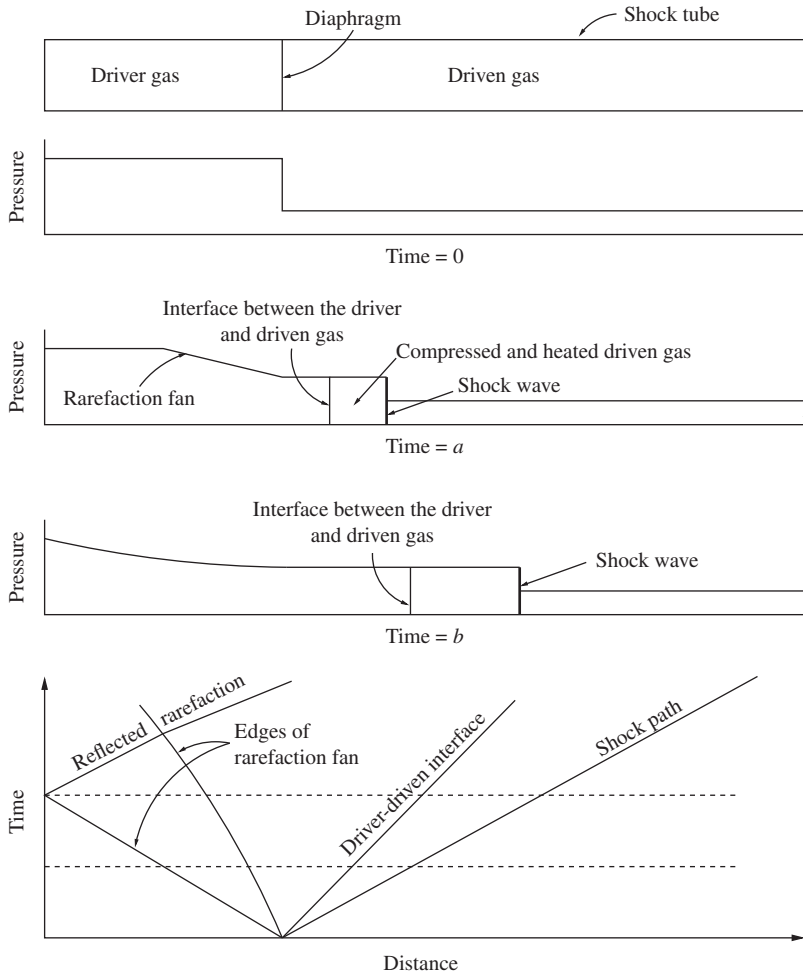 Diaphragm
Shock tube
Driver gas
Driven gas
Pressure
Time = 0
Interface between the driver
and driven gas
Compressed and heated driven gas
Shock wave
Rarefaction fan
Pressure
Time = a
Interface between the driver
and driven gas
Shock wave
Pressure
Time = b
Reflected rarefaction
Edges of
rarefaction fan
Driver-driven interface
Shock path
Time
Distance